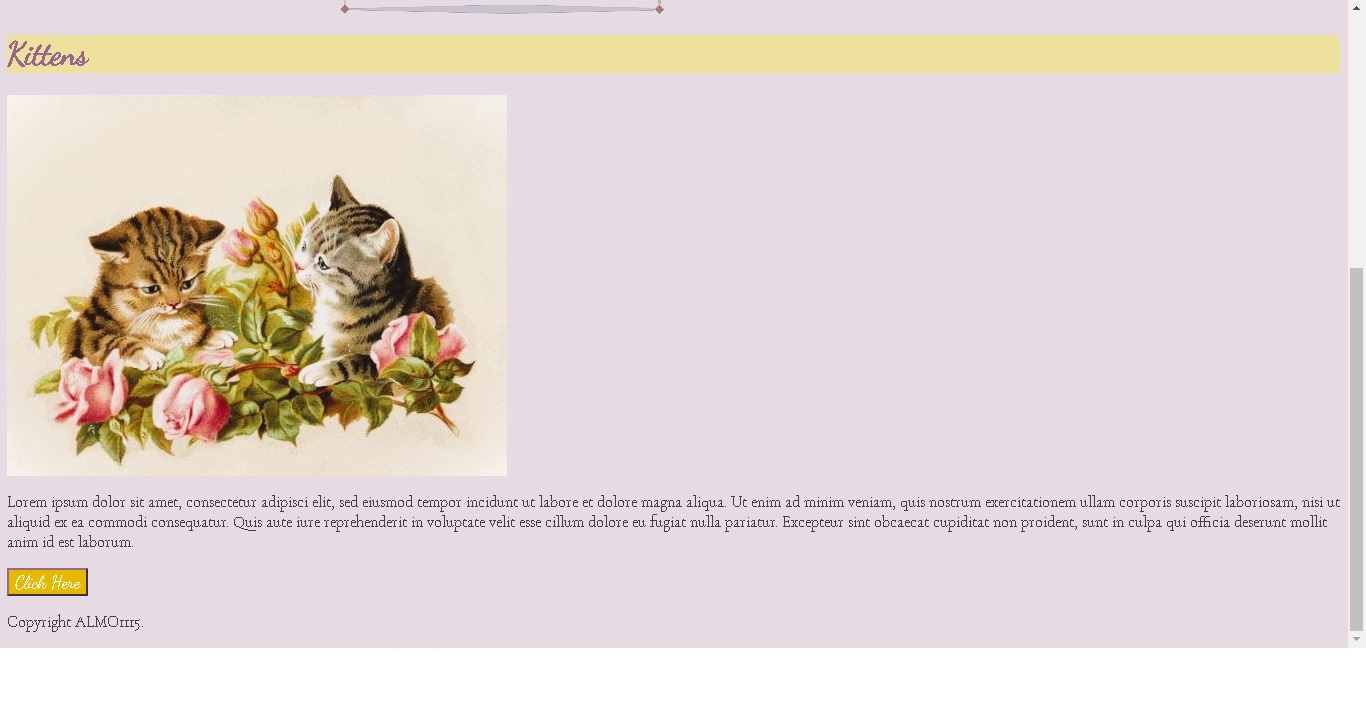 Kittens
Lorem ipsum dolor sit amet, consectetur adipisci elit, sed eiusmod tempor incidunt ut labore et dolore magna aliqua. Ut enim ad minim veniam, quis nostrum exercitationem ullam corporis suscipit laboriosam, nisi ut
aliquid ex ea commodi consequatur. Quis aute iure reprehenderit in voluptate velit esse cillum dolore eu fugiat nulla pariatur. Excepteur sint obcaecat cupiditat non proident, sunt in culpa qui officia deserunt mollit
anim id est laborum.
Click Here
Copyright ALMO1115.